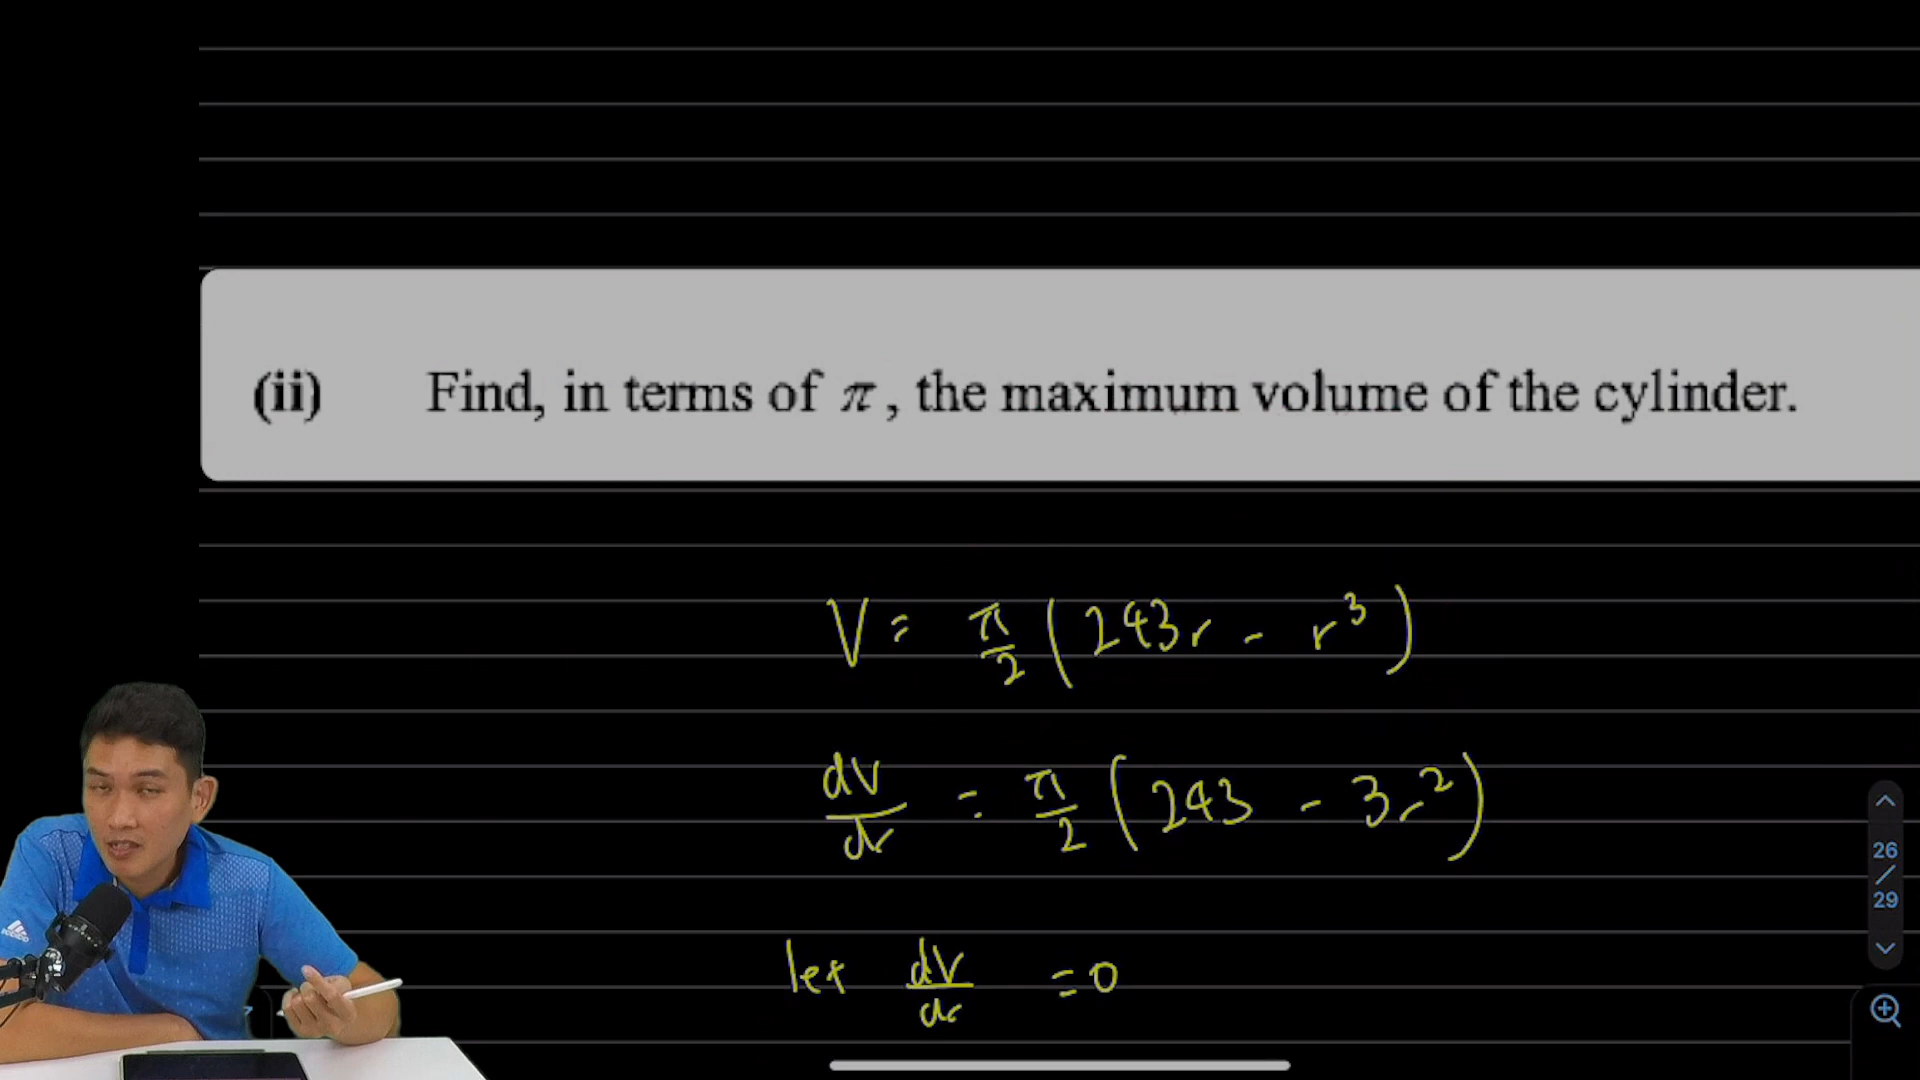 (ii) Find, in terms of π, the maximum volume of the cylinder.
V = π/2 (243r - r³)
dV/dr = π/2 (243 - 3r²)
let dV/dr = 0
26
/
29